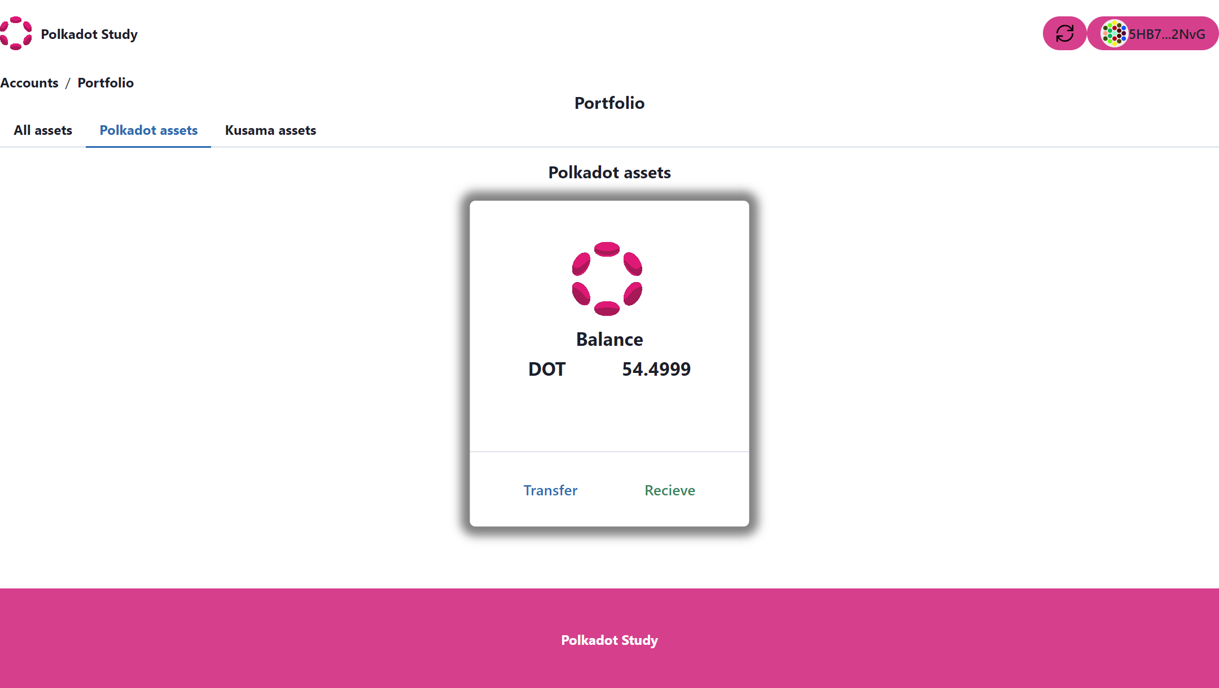 Polkadot Study
5HB7...2NvG
Accounts / Portfolio
Portfolio
All assets Polkadot assets Kusama assets
Polkadot assets
Balance
DOT 54.4999
Transfer Recieve
Polkadot Study